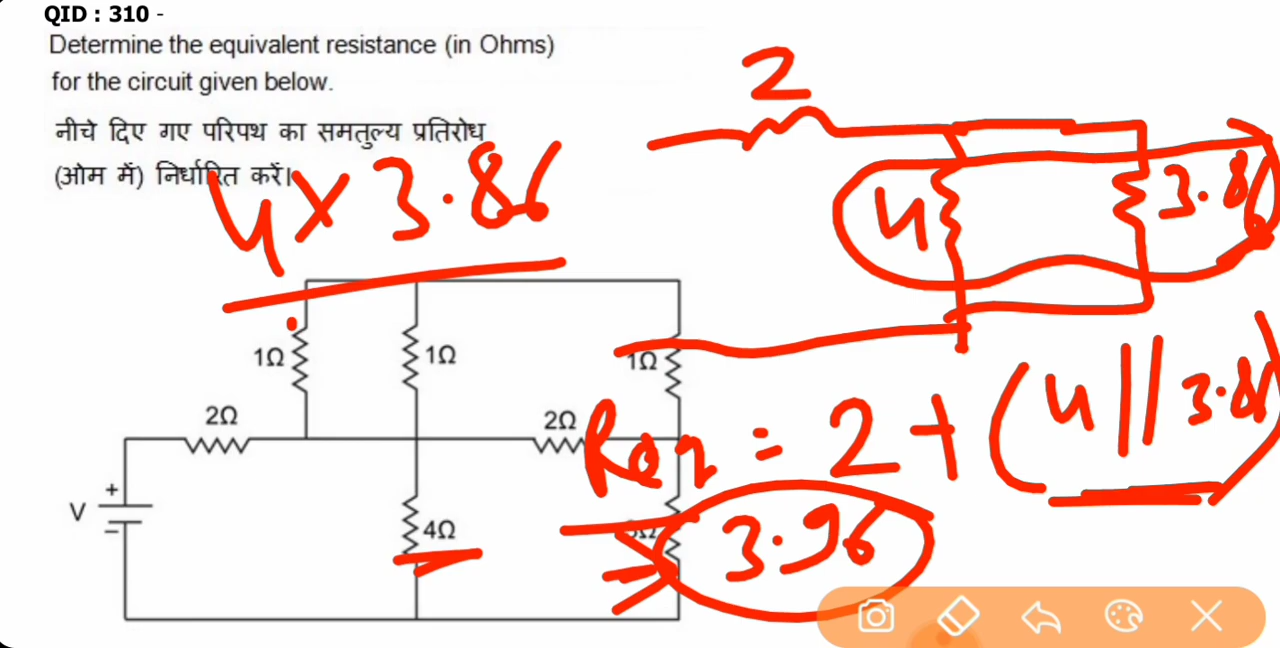 QID : 310 -
Determine the equivalent resistance (in Ohms)
for the circuit given below.
नीचे दिए गए परिपथ का समतुल्य प्रतिरोध
(ओम में) निर्धारित करें।
2
4 3.86
4 × 3.86
1Ω 1Ω 1Ω
2Ω 2Ω
Req = 2 + (4 || 3.86)
V + −
4Ω
3.96